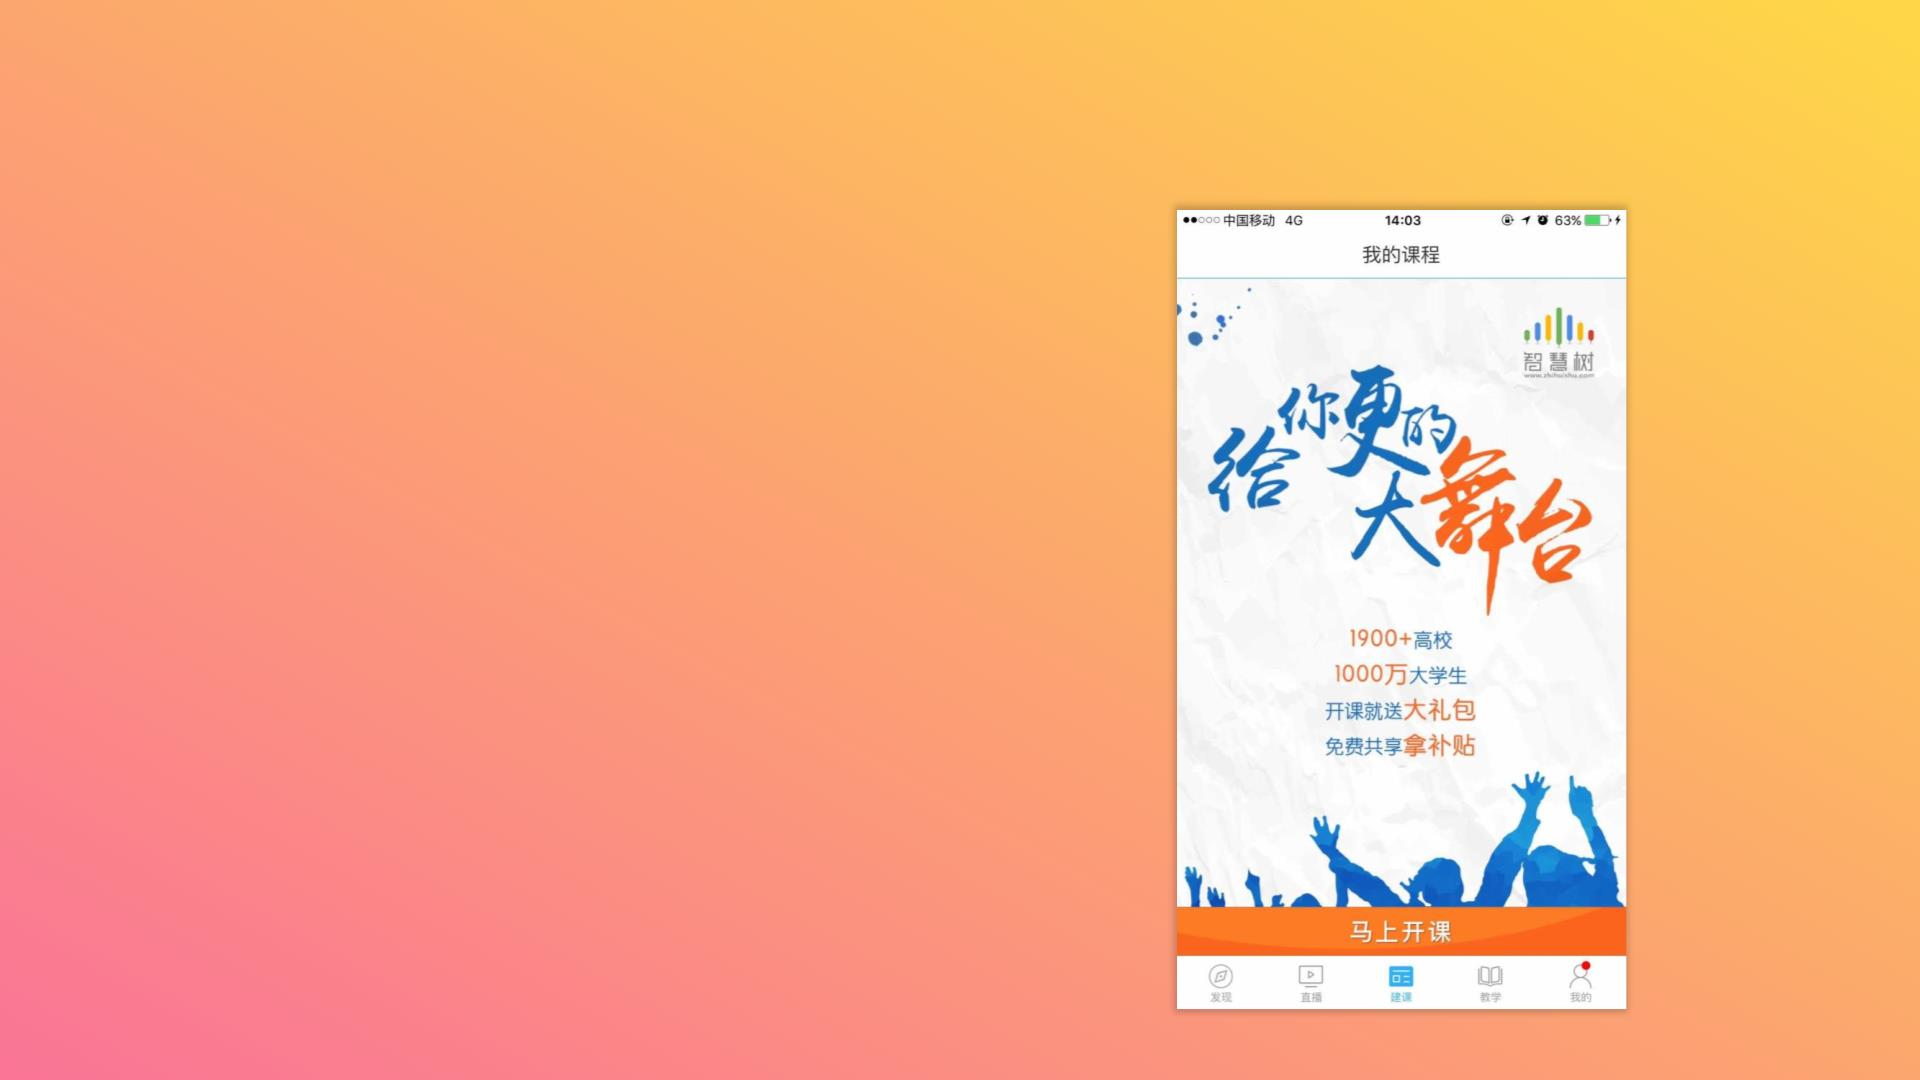 中国移动 4G 14:03 63%
我的课程
智慧树
www.zhihuishu.com
给你更大的舞台
1900+高校
1000万大学生
开课就送大礼包
免费共享拿补贴
马上开课
发现 直播 建课 教学 我的